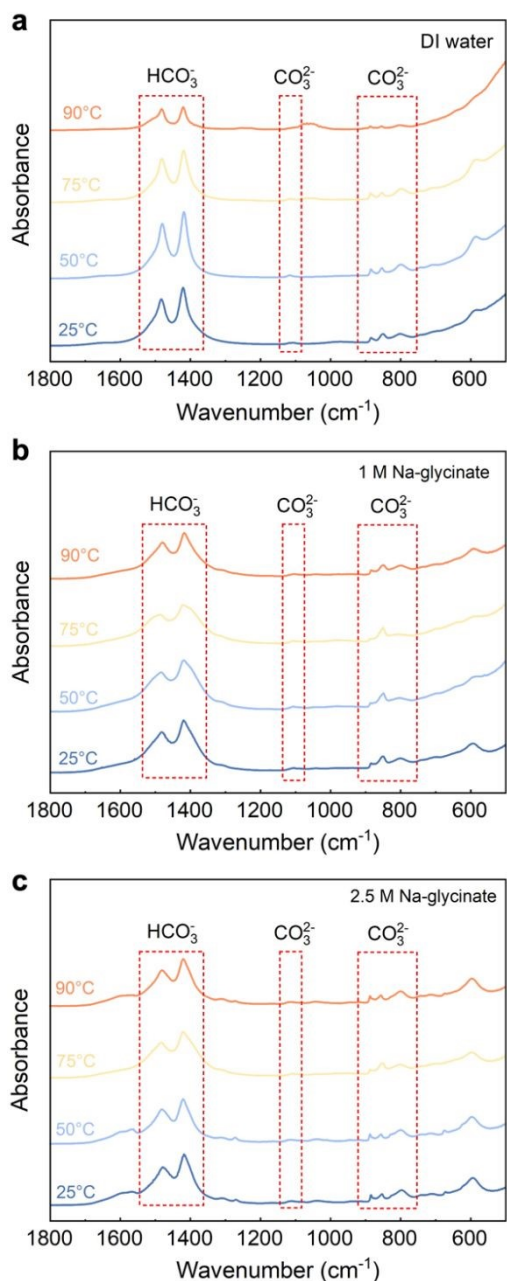 a
DI water
HCO₃⁻ CO₃²⁻ CO₃²⁻
90°C
75°C
50°C
25°C
Absorbance
1800 1600 1400 1200 1000 800 600
Wavenumber (cm⁻¹)
b
1 M Na-glycinate
HCO₃⁻ CO₃²⁻ CO₃²⁻
90°C
75°C
50°C
25°C
Absorbance
1800 1600 1400 1200 1000 800 600
Wavenumber (cm⁻¹)
c
2.5 M Na-glycinate
HCO₃⁻ CO₃²⁻ CO₃²⁻
90°C
75°C
50°C
25°C
Absorbance
1800 1600 1400 1200 1000 800 600
Wavenumber (cm⁻¹)